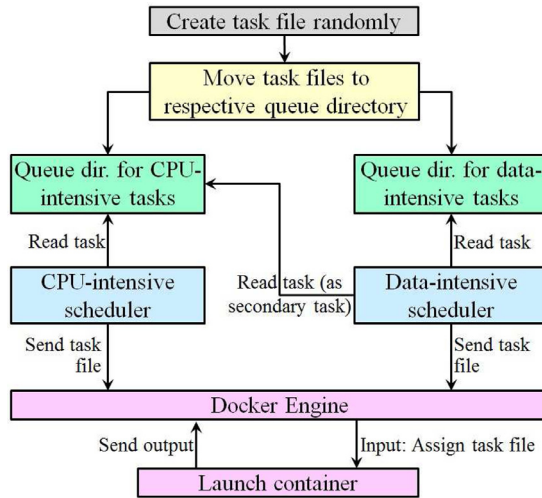 Create task file randomly
Move task files to
respective queue directory
Queue dir. for CPU-
intensive tasks
Queue dir. for data-
intensive tasks
Read task
Read task
CPU-intensive
scheduler
Read task (as
secondary task)
Data-intensive
scheduler
Send task
file
Send task
file
Docker Engine
Send output
Input: Assign task file
Launch container